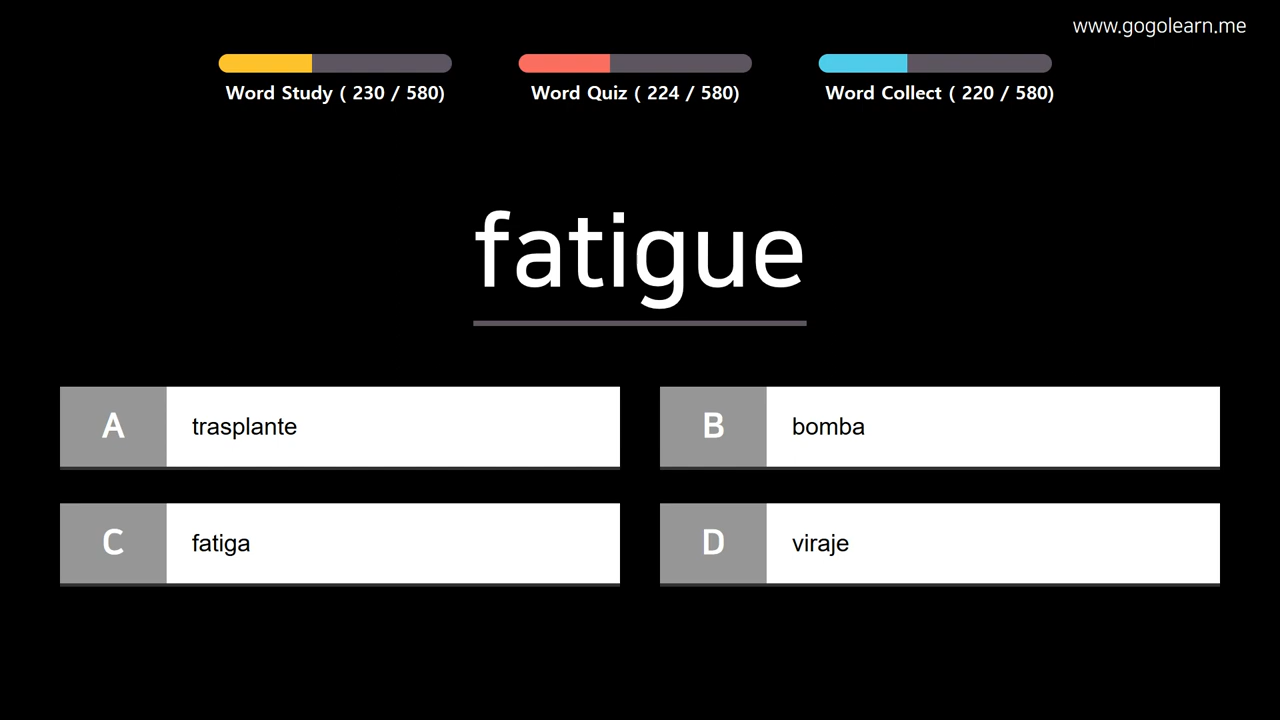 www.gogolearn.me
Word Study ( 230 / 580)
Word Quiz ( 224 / 580)
Word Collect ( 220 / 580)
fatigue
A trasplante
B bomba
C fatiga
D viraje